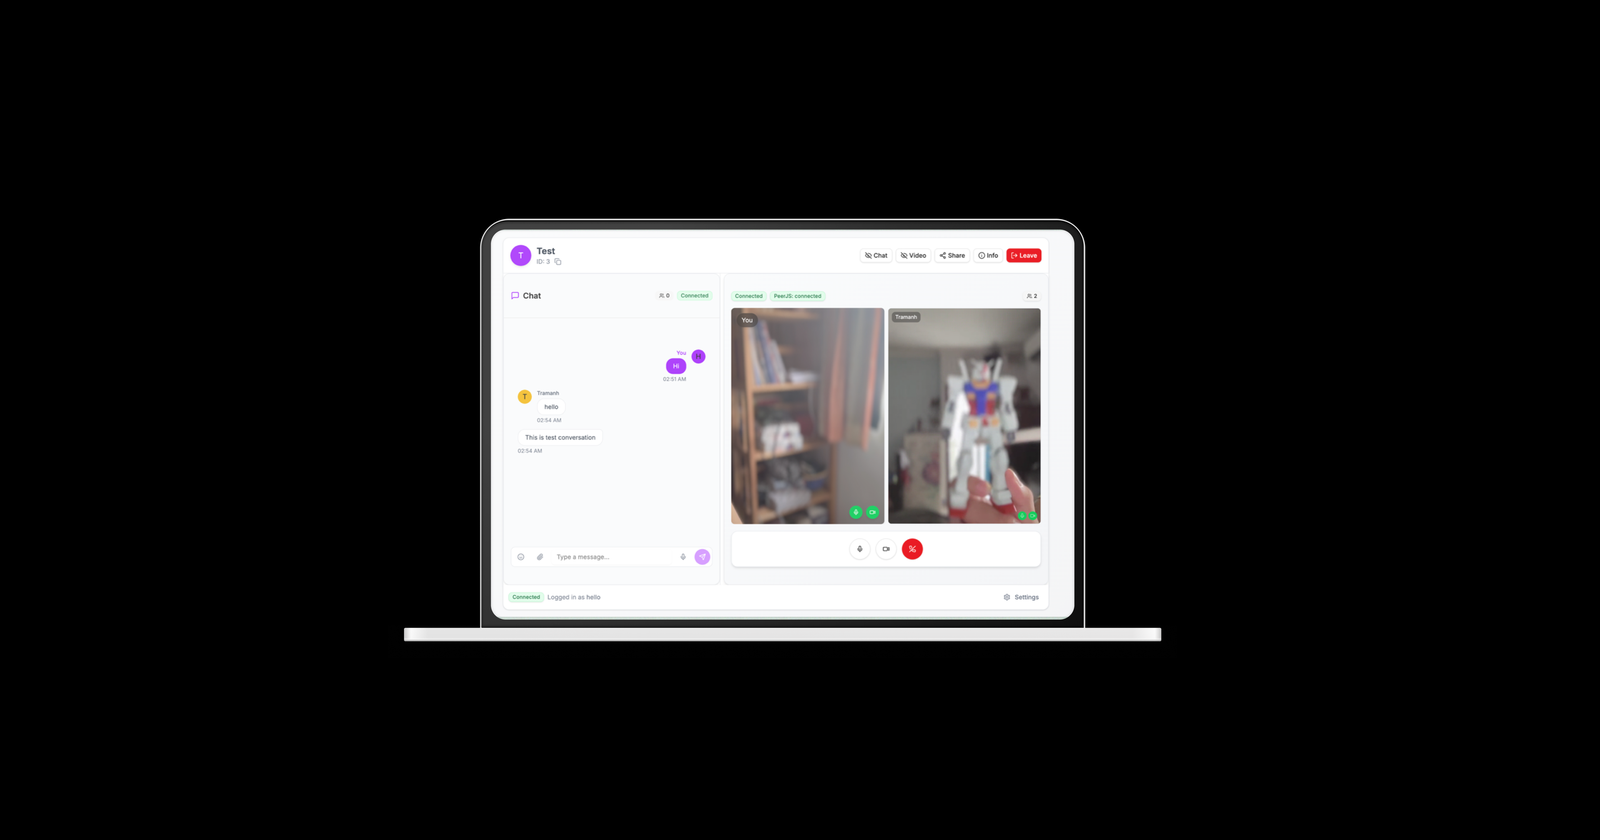 T
Test
ID: 3
Chat
Video
Share
Info
Leave
Chat
0
Connected
You
H
Hi
02:51 AM
T
Tramanh
hello
02:54 AM
This is test conversation
02:54 AM
Type a message...
Connected
PeerJS: connected
2
You
Tramanh
Connected
Logged in as hello
Settings